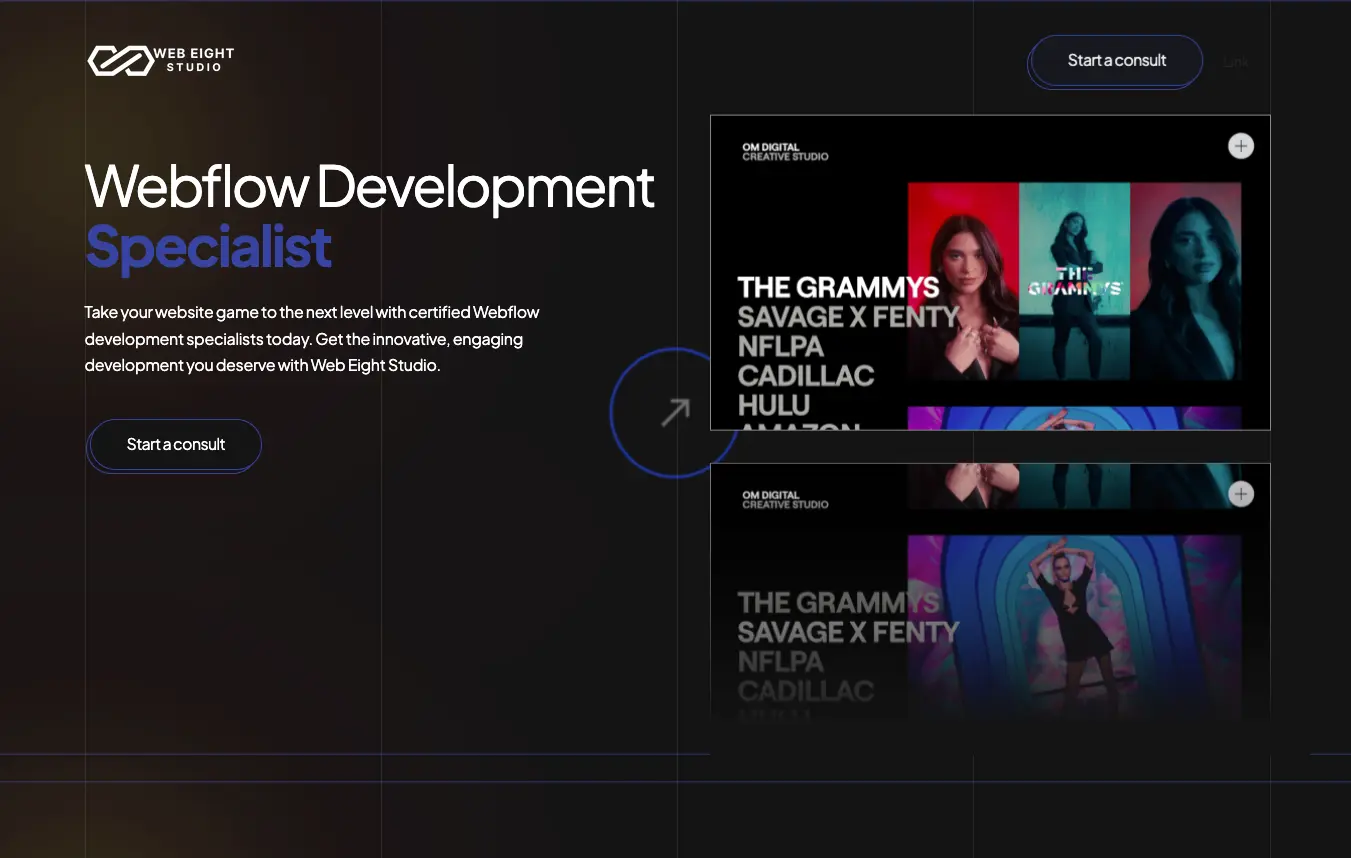 WEB EIGHT
STUDIO
Start a consult
Link
Webflow Development
Specialist
Take your website game to the next level with certified Webflow
development specialists today. Get the innovative, engaging
development you deserve with Web Eight Studio.
Start a consult
OM DIGITAL
CREATIVE STUDIO
THE GRAMMYS
SAVAGE X FENTY
NFLPA
CADILLAC
HULU
AMAZON
THE
GRAMMYS
OM DIGITAL
CREATIVE STUDIO
THE GRAMMYS
SAVAGE X FENTY
NFLPA
CADILLAC
HULU